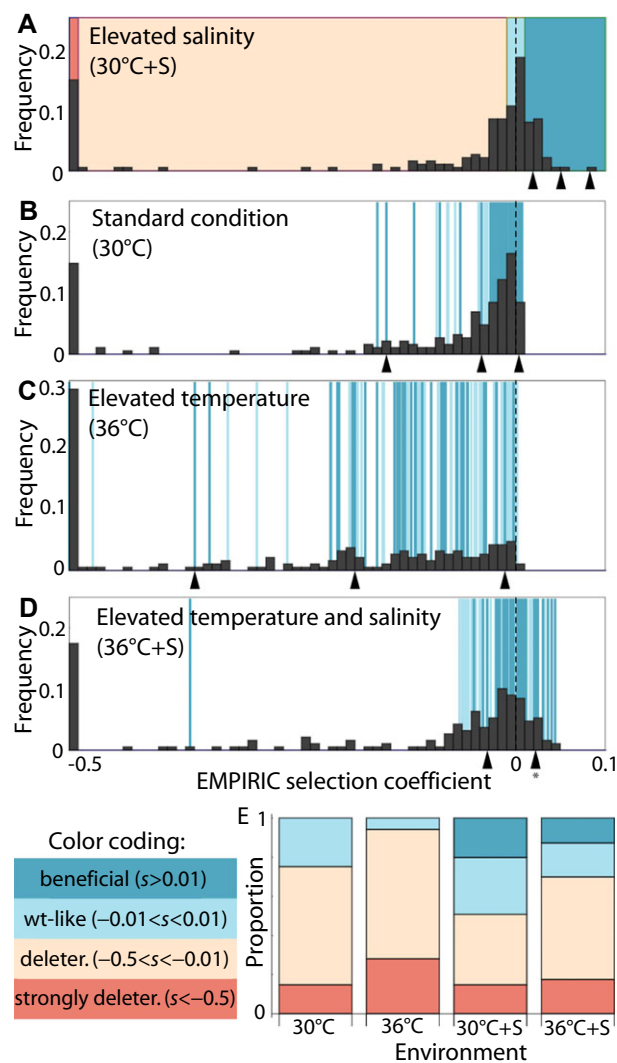 A
Elevated salinity
(30°C+S)
Frequency
0.2
0.1
0
B
Standard condition
(30°C)
Frequency
0.2
0.1
0
C
Elevated temperature
(36°C)
Frequency
0.3
0.2
0.1
0
D
Elevated temperature and salinity
(36°C+S)
Frequency
0.2
0.1
0
-0.5
0
0.1
*
EMPIRIC selection coefficient
Color coding:
beneficial (s>0.01)
wt-like (−0.01<s<0.01)
deleter. (−0.5<s<−0.01)
strongly deleter. (s<−0.5)
E
1
Proportion
0
30°C 36°C 30°C+S 36°C+S
Environment